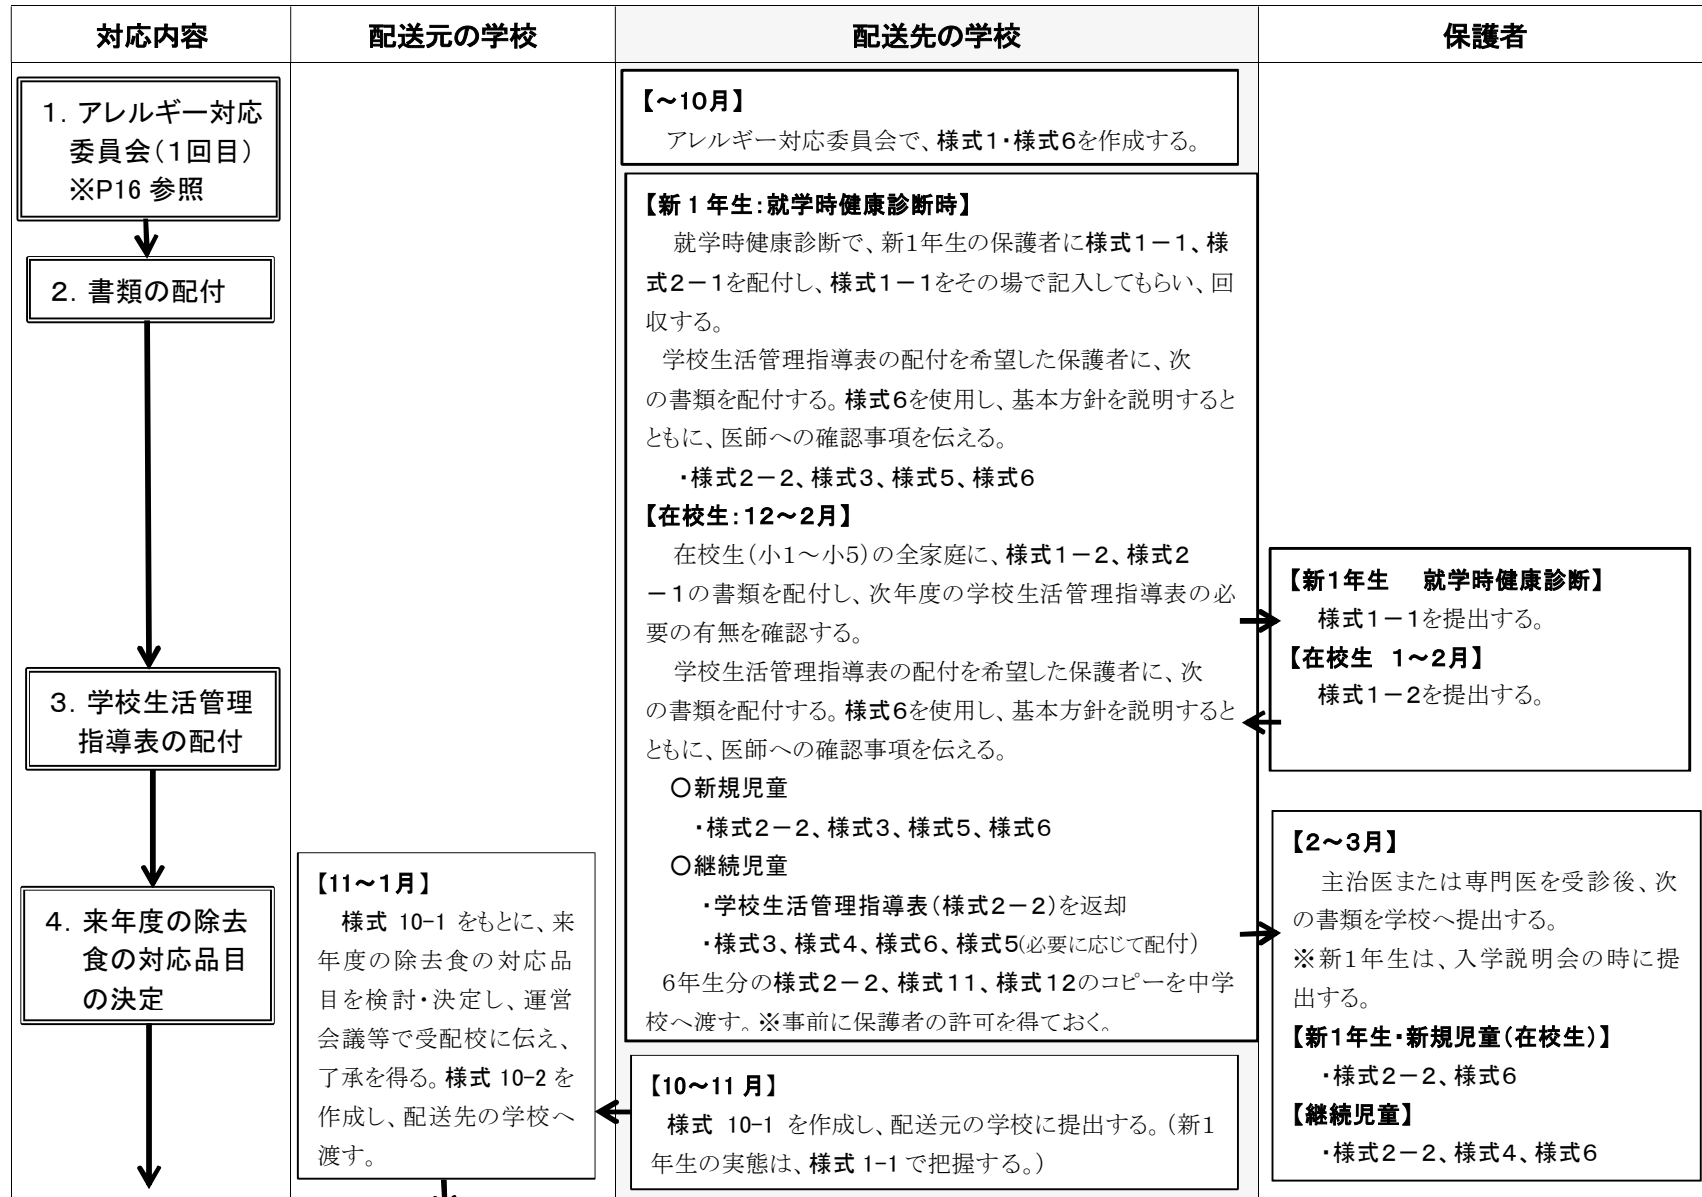 対応内容
配送元の学校
配送先の学校
保護者
1．アレルギー対応
委員会(1回目)
※P16 参照
2．書類の配付
3．学校生活管理
指導表の配付
4．来年度の除去
食の対応品目
の決定
【11～1月】
様式 10-1 をもとに、来
年度の除去食の対応品
目を検討・決定し、運営
会議等で受配校に伝え、
了承を得る。様式 10-2 を
作成し、配送先の学校へ
渡す。
【～10月】
アレルギー対応委員会で、様式1・様式6を作成する。
【新1年生：就学時健康診断時】
就学時健康診断で、新1年生の保護者に様式1－1、様
式2－1を配付し、様式1－1をその場で記入してもらい、回
収する。
学校生活管理指導表の配付を希望した保護者に、次
の書類を配付する。様式6を使用し、基本方針を説明すると
ともに、医師への確認事項を伝える。
・様式2－2、様式3、様式5、様式6
【在校生：12～2月】
在校生(小1～小5)の全家庭に、様式1－2、様式2
－1の書類を配付し、次年度の学校生活管理指導表の必
要の有無を確認する。
学校生活管理指導表の配付を希望した保護者に、次
の書類を配付する。様式6を使用し、基本方針を説明すると
ともに、医師への確認事項を伝える。
○新規児童
・様式2－2、様式3、様式5、様式6
○継続児童
・学校生活管理指導表(様式2－2)を返却
・様式3、様式4、様式6、様式5(必要に応じて配付)
6年生分の様式2－2、様式11、様式12のコピーを中学
校へ渡す。※事前に保護者の許可を得ておく。
【10～11 月】
様式 10-1 を作成し、配送元の学校に提出する。(新1
年生の実態は、様式 1-1 で把握する。)
【新1年生　就学時健康診断】
様式1－1を提出する。
【在校生 1～2月】
様式1－2を提出する。
【2～3月】
主治医または専門医を受診後、次
の書類を学校へ提出する。
※新1年生は、入学説明会の時に提
出する。
【新1年生・新規児童(在校生)】
・様式2－2、様式6
【継続児童】
・様式2－2、様式4、様式6